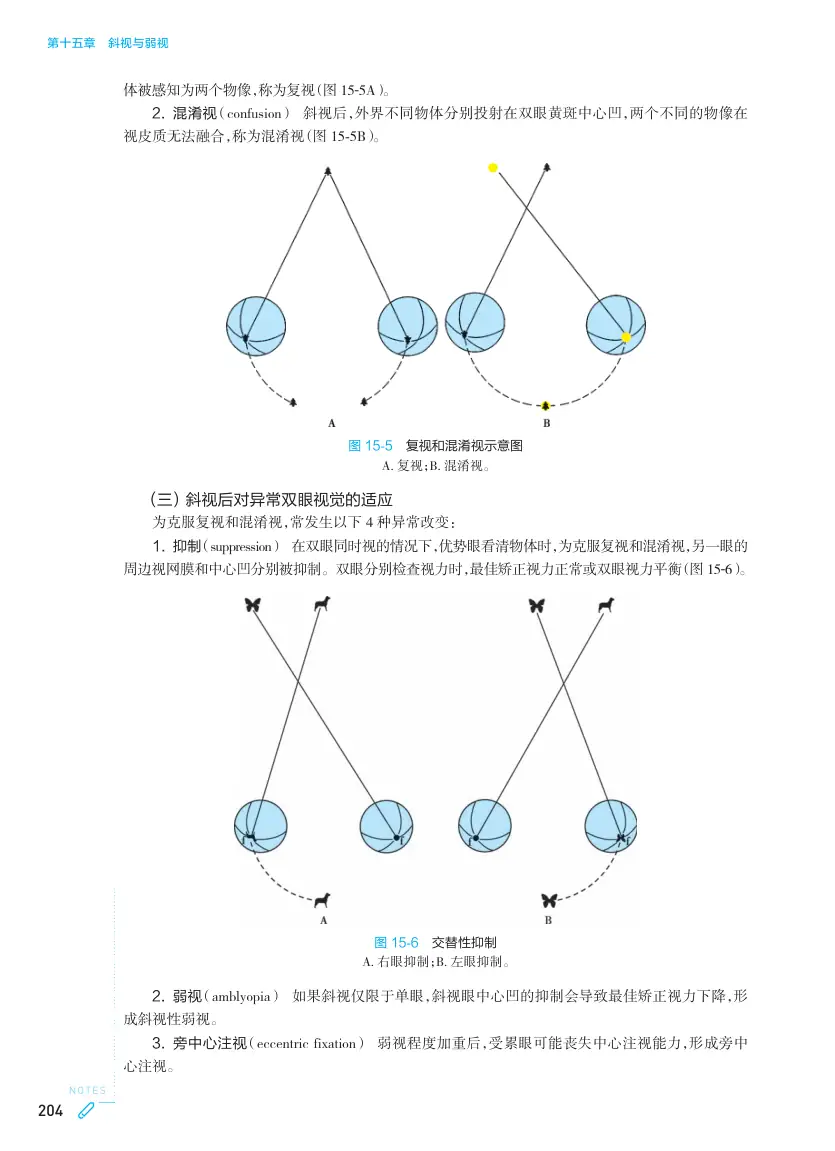 第十五章 斜视与弱视
体被感知为两个物像,称为复视(图 15-5A)。
2. 混淆视(confusion) 斜视后,外界不同物体分别投射在双眼黄斑中心凹,两个不同的物像在
视皮质无法融合,称为混淆视(图 15-5B)。
A
B
图 15-5 复视和混淆视示意图
A. 复视;B. 混淆视。
(三)斜视后对异常双眼视觉的适应
为克服复视和混淆视,常发生以下 4 种异常改变:
1. 抑制(suppression) 在双眼同时视的情况下,优势眼看清物体时,为克服复视和混淆视,另一眼的
周边视网膜和中心凹分别被抑制。双眼分别检查视力时,最佳矫正视力正常或双眼视力平衡(图 15-6)。
f
f
f
f
A
B
图 15-6 交替性抑制
A. 右眼抑制;B. 左眼抑制。
2. 弱视(amblyopia) 如果斜视仅限于单眼,斜视眼中心凹的抑制会导致最佳矫正视力下降,形
成斜视性弱视。
3. 旁中心注视(eccentric fixation) 弱视程度加重后,受累眼可能丧失中心注视能力,形成旁中
心注视。
NOTES
204